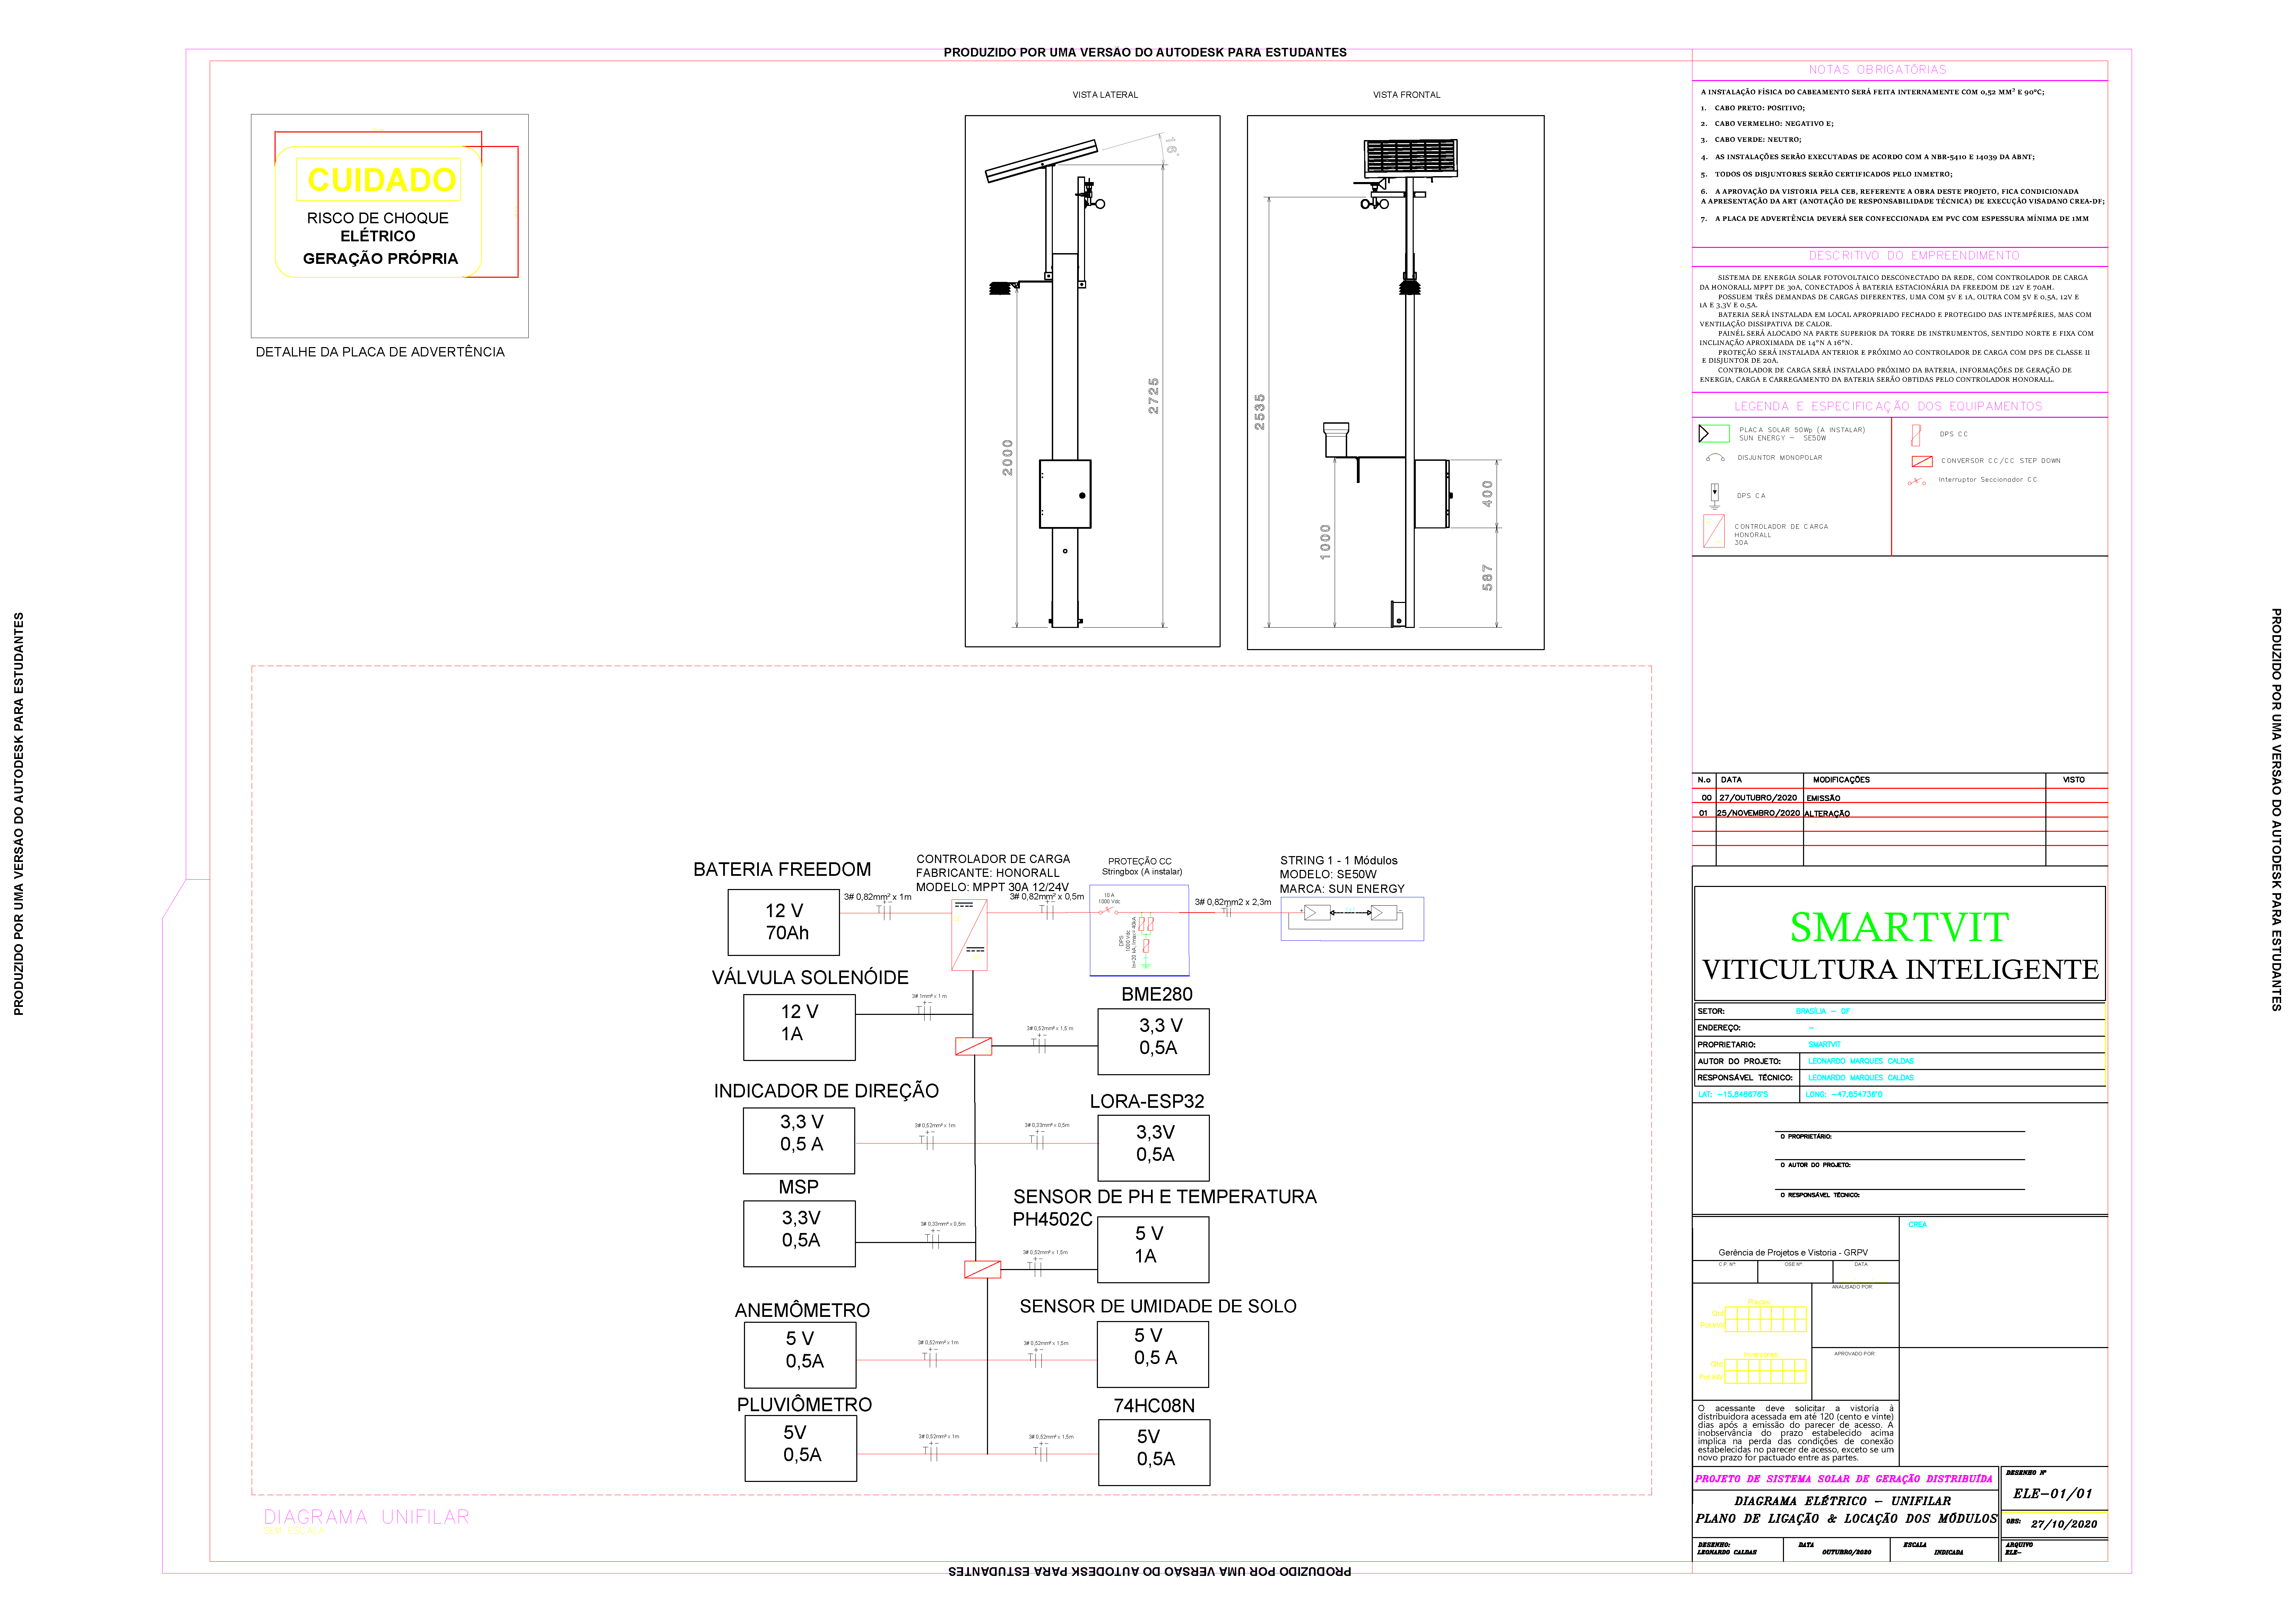 PRODUZIDO POR UMA VERSÃO DO AUTODESK PARA ESTUDANTES
PRODUZIDO POR UMA VERSÃO DO AUTODESK PARA ESTUDANTES
CUIDADO
RISCO DE CHOQUE
ELÉTRICO
GERAÇÃO PRÓPRIA
DETALHE DA PLACA DE ADVERTÊNCIA
VISTA LATERAL
16°
2725
2000
VISTA FRONTAL
2535
1000
400
587
BATERIA FREEDOM
12 V
70Ah
3# 0,82mm² x 1m
CONTROLADOR DE CARGA
FABRICANTE: HONORALL
MODELO: MPPT 30A 12/24V
3# 0,82mm² x 0,5m
PROTEÇÃO CC
Stringbox (A instalar)
10 A
1000 Vdc
DPS
1000 Vdc
3# 0,82mm2 x 2,3m
STRING 1 - 1 Módulos
MODELO: SE50W
MARCA: SUN ENERGY
VÁLVULA SOLENÓIDE
12 V
1A
3# 1mm² x 1 m
BME280
3,3 V
0,5A
3# 0,52mm² x 1,5 m
INDICADOR DE DIREÇÃO
3,3 V
0,5 A
3# 0,52mm² x 1m
LORA-ESP32
3,3V
0,5A
3# 0,33mm² x 0,5m
MSP
3,3V
0,5A
3# 0,33mm² x 0,5m
SENSOR DE PH E TEMPERATURA
PH4502C
5 V
1A
3# 0,52mm² x 1,5m
ANEMÔMETRO
5 V
0,5A
3# 0,52mm² x 1m
SENSOR DE UMIDADE DE SOLO
5 V
0,5 A
3# 0,52mm² x 1,5m
PLUVIÔMETRO
5V
0,5A
3# 0,52mm² x 1m
74HC08N
5V
0,5A
3# 0,52mm² x 1,5m
DIAGRAMA UNIFILAR
SEM ESCALA
NOTAS OBRIGATÓRIAS
A INSTALAÇÃO FÍSICA DO CABEAMENTO SERÁ FEITA INTERNAMENTE COM 0,52 MM² E 90ºC;
1. CABO PRETO: POSITIVO;
2. CABO VERMELHO: NEGATIVO E;
3. CABO VERDE: NEUTRO;
4. AS INSTALAÇÕES SERÃO EXECUTADAS DE ACORDO COM A NBR-5410 E 14039 DA ABNT;
5. TODOS OS DISJUNTORES SERÃO CERTIFICADOS PELO INMETRO;
6. A APROVAÇÃO DA VISTORIA PELA CEB, REFERENTE A OBRA DESTE PROJETO, FICA CONDICIONADA
A APRESENTAÇÃO DA ART (ANOTAÇÃO DE RESPONSABILIDADE TÉCNICA) DE EXECUÇÃO VISADANO CREA-DF;
7. A PLACA DE ADVERTÊNCIA DEVERÁ SER CONFECCIONADA EM PVC COM ESPESSURA MÍNIMA DE 1MM
DESCRITIVO DO EMPREENDIMENTO
SISTEMA DE ENERGIA SOLAR FOTOVOLTAICO DESCONECTADO DA REDE, COM CONTROLADOR DE CARGA
DA HONORALL MPPT DE 30A, CONECTADOS À BATERIA ESTACIONÁRIA DA FREEDOM DE 12V E 70AH.
POSSUEM TRÊS DEMANDAS DE CARGAS DIFERENTES, UMA COM 5V E 1A, OUTRA COM 5V E 0,5A, 12V E
1A E 3,3V E 0,5A.
BATERIA SERÁ INSTALADA EM LOCAL APROPRIADO FECHADO E PROTEGIDO DAS INTEMPÉRIES, MAS COM
VENTILAÇÃO DISSIPATIVA DE CALOR.
PAINÉL SERÁ ALOCADO NA PARTE SUPERIOR DA TORRE DE INSTRUMENTOS, SENTIDO NORTE E FIXA COM
INCLINAÇÃO APROXIMADA DE 14ºN A 16ºN.
PROTEÇÃO SERÁ INSTALADA ANTERIOR E PRÓXIMO AO CONTROLADOR DE CARGA COM DPS DE CLASSE II
E DISJUNTOR DE 20A.
CONTROLADOR DE CARGA SERÁ INSTALADO PRÓXIMO DA BATERIA, INFORMAÇÕES DE GERAÇÃO DE
ENERGIA, CARGA E CARREGAMENTO DA BATERIA SERÃO OBTIDAS PELO CONTROLADOR HONORALL.
LEGENDA E ESPECIFICAÇÃO DOS EQUIPAMENTOS
PLACA SOLAR 50Wp (A INSTALAR)
SUN ENERGY - SE50W
DISJUNTOR MONOPOLAR
DPS CA
CONTROLADOR DE CARGA
HONORALL
30A
DPS CC
CONVERSOR CC/CC STEP DOWN
Interruptor Seccionador CC
N.o DATA MODIFICAÇÕES VISTO
00 27/OUTUBRO/2020 EMISSÃO
01 25/NOVEMBRO/2020 ALTERAÇÃO
SMARTVIT
VITICULTURA INTELIGENTE
SETOR: BRASÍLIA - DF
ENDEREÇO: -
PROPRIETARIO: SMARTVIT
AUTOR DO PROJETO: LEONARDO MARQUES CALDAS
RESPONSÁVEL TÉCNICO: LEONARDO MARQUES CALDAS
LAT: -15,848676°S LONG: -47,854738°O
O PROPRIETÁRIO:
O AUTOR DO PROJETO:
O RESPONSÁVEL TÉCNICO:
CREA
Gerência de Projetos e Vistoria - GRPV
C.P. Nº: OSE Nº: DATA
ANALISADO POR:
APROVADO POR
O acessante deve solicitar a vistoria à
distribuidora acessada em até 120 (cento e vinte)
dias após a emissão do parecer de acesso. A
inobservância do prazo estabelecido acima
implica na perda das condições de conexão
estabelecidas no parecer de acesso, exceto se um
novo prazo for pactuado entre as partes.
PROJETO DE SISTEMA SOLAR DE GERAÇÃO DISTRIBUÍDA
DIAGRAMA ELÉTRICO - UNIFILAR
PLANO DE LIGAÇÃO & LOCAÇÃO DOS MÓDULOS
DESENHO Nº
ELE-01/01
OBS: 27/10/2020
DESENHO:
LEONARDO CALDAS
DATA
OUTUBRO/2020
ESCALA
INDICADA
ARQUIVO
ELE-
PRODUZIDO POR UMA VERSÃO DO AUTODESK PARA ESTUDANTES
PRODUZIDO POR UMA VERSÃO DO AUTODESK PARA ESTUDANTES